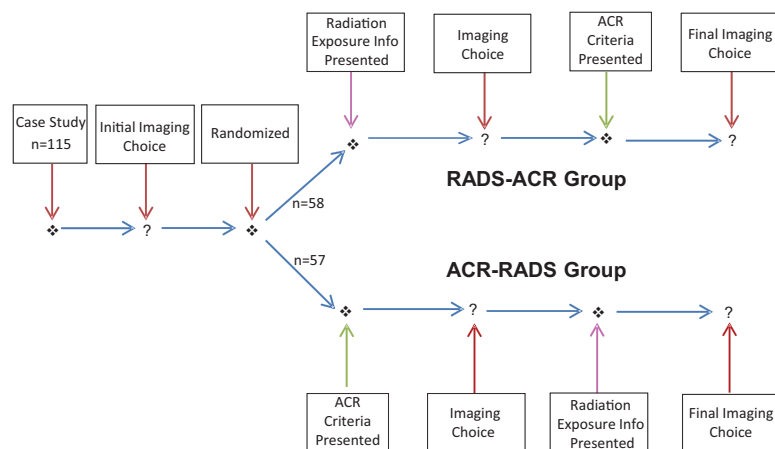 Radiation
Exposure Info
Presented
Imaging
Choice
ACR
Criteria
Presented
Final Imaging
Choice
Case Study
n=115
Initial Imaging
Choice
Randomized
?
?
RADS-ACR Group
n=58
?
n=57
ACR-RADS Group
?
?
ACR
Criteria
Presented
Imaging
Choice
Radiation
Exposure Info
Presented
Final Imaging
Choice